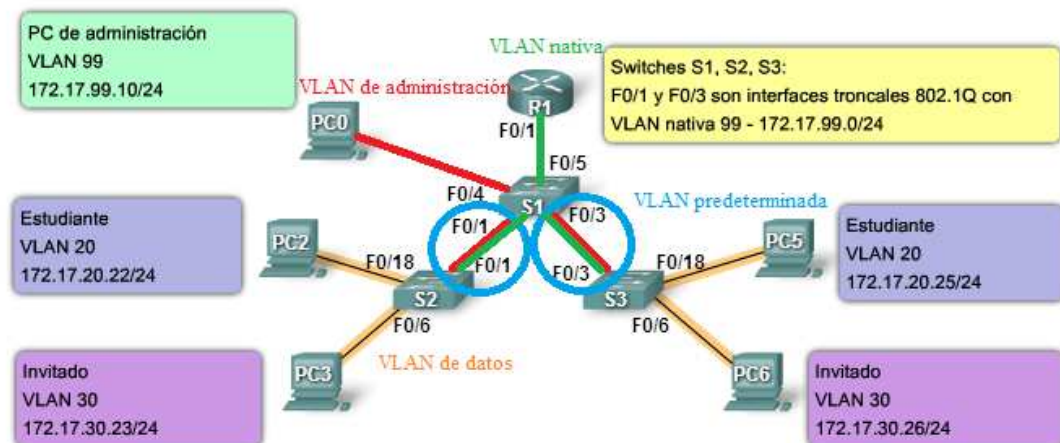 PC de administración
VLAN 99
172.17.99.10/24
VLAN nativa
Switches S1, S2, S3:
F0/1 y F0/3 son interfaces troncales 802.1Q con
VLAN nativa 99 - 172.17.99.0/24
VLAN de administración
R1
PC0
F0/1
F0/5
F0/4
S1
VLAN predeterminada
F0/1
F0/3
Estudiante
VLAN 20
172.17.20.22/24
PC2
F0/18
F0/1
S2
F0/3
S3
F0/18
PC5
Estudiante
VLAN 20
172.17.20.25/24
F0/6
F0/6
VLAN de datos
Invitado
VLAN 30
172.17.30.23/24
PC3
PC6
Invitado
VLAN 30
172.17.30.26/24